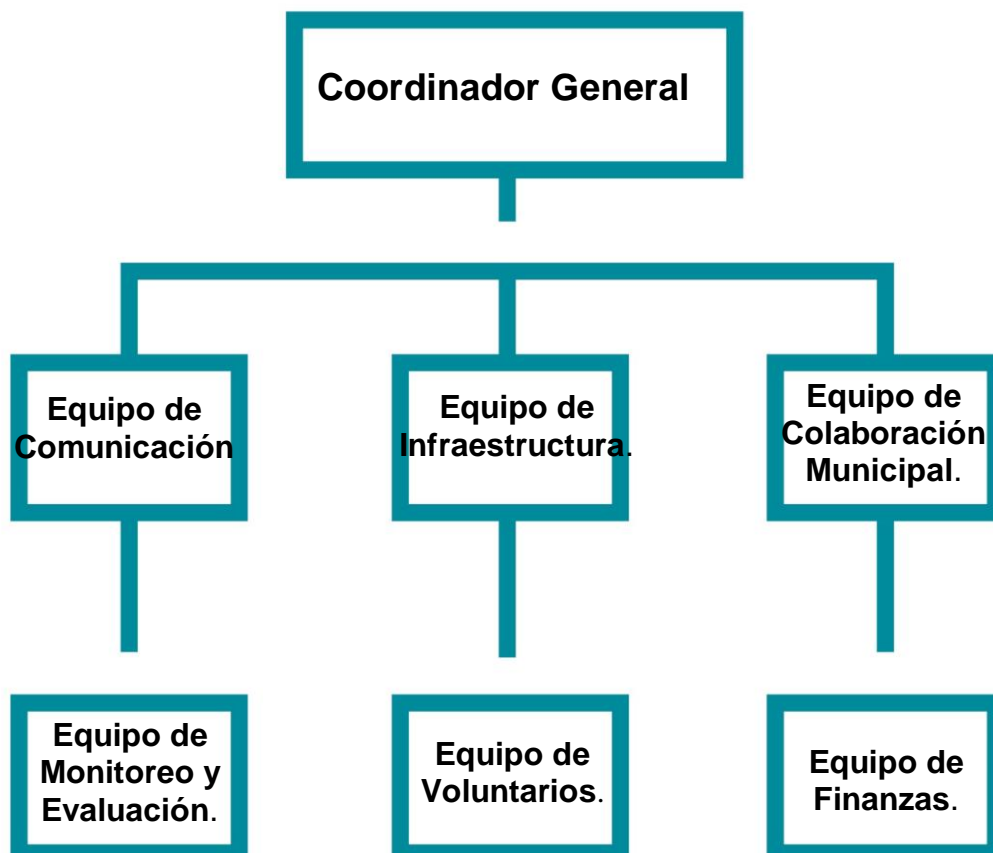 Coordinador General
Equipo de
Comunicación
Equipo de
Infraestructura.
Equipo de
Colaboración
Municipal.
Equipo de
Monitoreo y
Evaluación.
Equipo de
Voluntarios.
Equipo de
Finanzas.